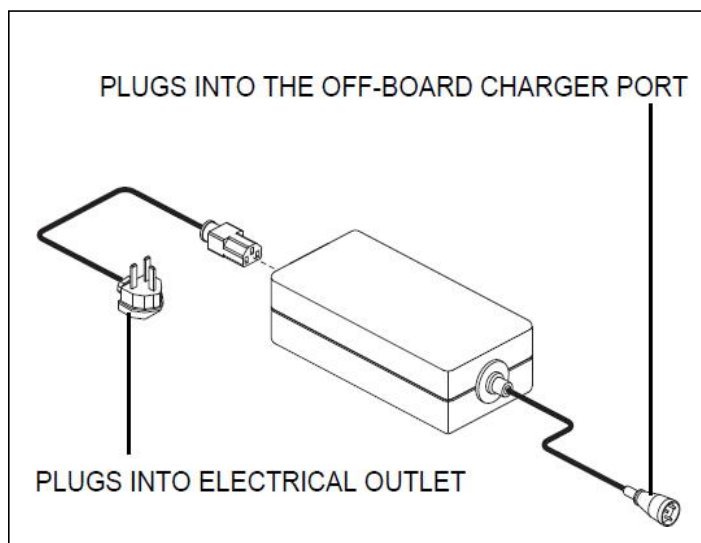 PLUGS INTO THE OFF-BOARD CHARGER PORT
PLUGS INTO ELECTRICAL OUTLET